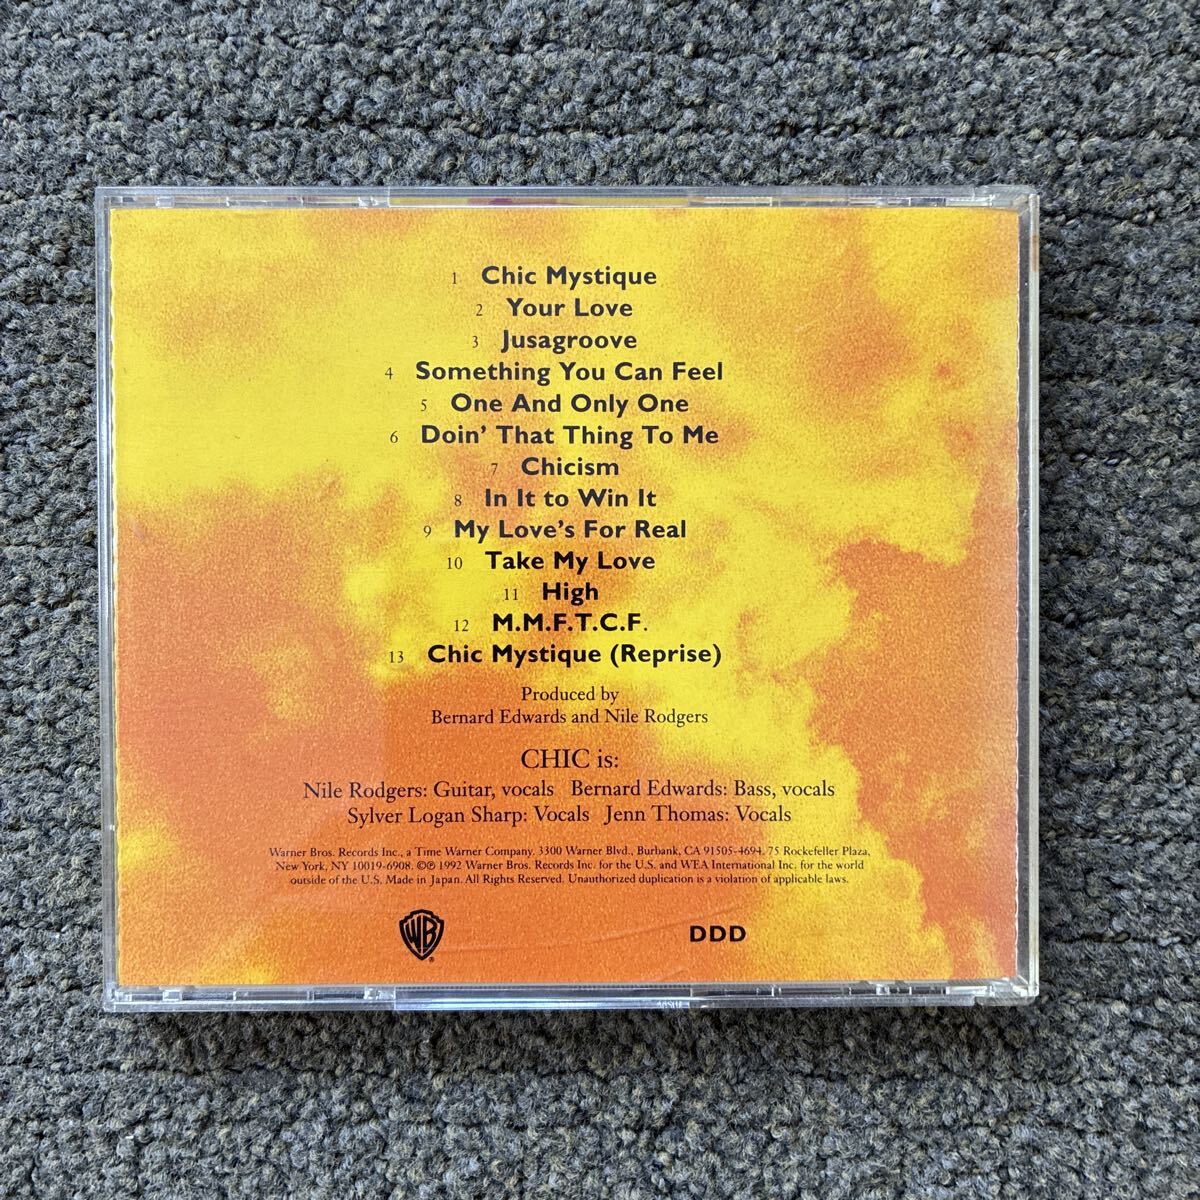 1 Chic Mystique
2 Your Love
3 Jusagroove
4 Something You Can Feel
5 One And Only One
6 Doin' That Thing To Me
7 Chicism
8 In It to Win It
9 My Love's For Real
10 Take My Love
11 High
12 M.M.F.T.C.F.
13 Chic Mystique (Reprise)
Produced by
Bernard Edwards and Nile Rodgers
CHIC is:
Nile Rodgers: Guitar, vocals Bernard Edwards: Bass, vocals
Sylver Logan Sharp: Vocals Jenn Thomas: Vocals
Warner Bros. Records Inc., a Time Warner Company. 3300 Warner Blvd., Burbank, CA 91505-4694. 75 Rockefeller Plaza,
New York, NY 10019-6908. ©℗ 1992 Warner Bros. Records Inc. for the U.S. and WEA International Inc. for the world
outside of the U.S. Made in Japan. All Rights Reserved. Unauthorized duplication is a violation of applicable laws.
WB ®
DDD